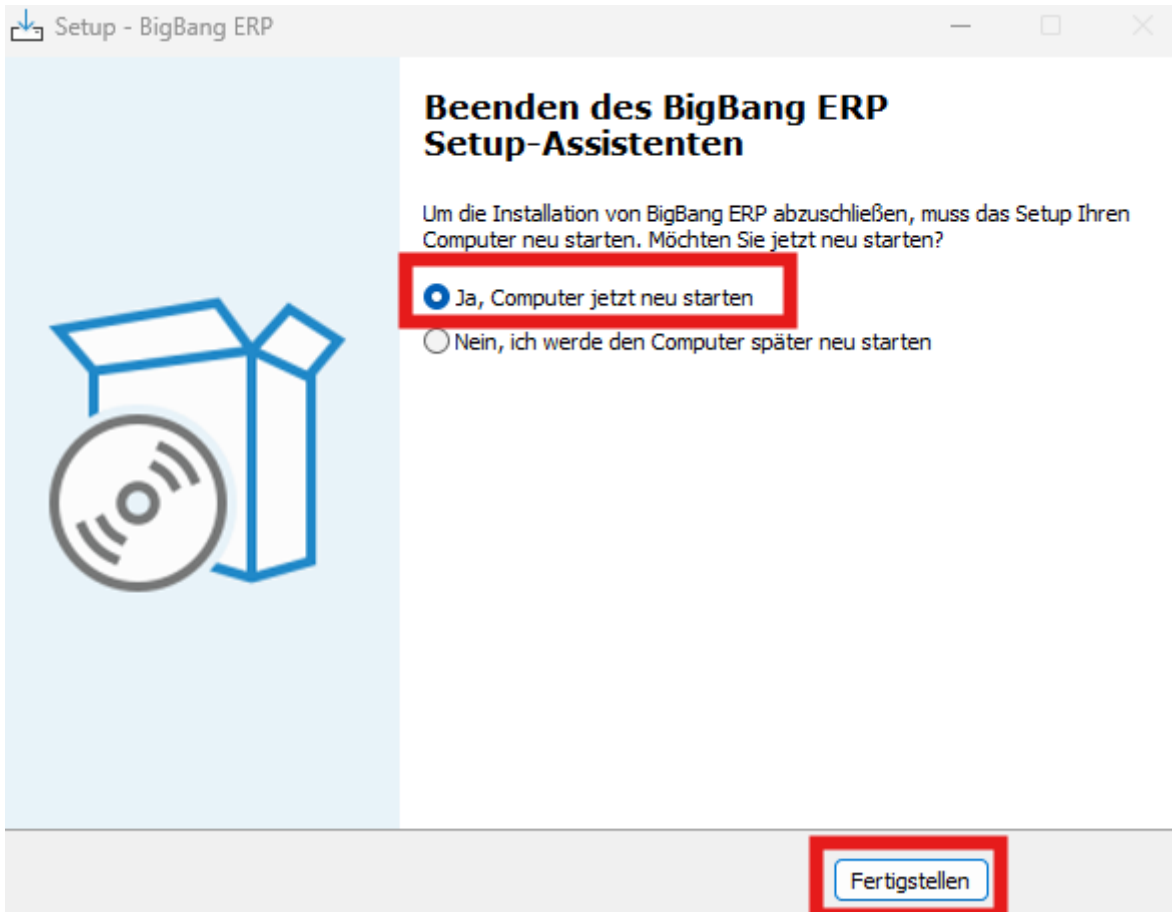 Setup - BigBang ERP
Beenden des BigBang ERP
Setup-Assistenten
Um die Installation von BigBang ERP abzuschließen, muss das Setup Ihren
Computer neu starten. Möchten Sie jetzt neu starten?
Ja, Computer jetzt neu starten
Nein, ich werde den Computer später neu starten
Fertigstellen